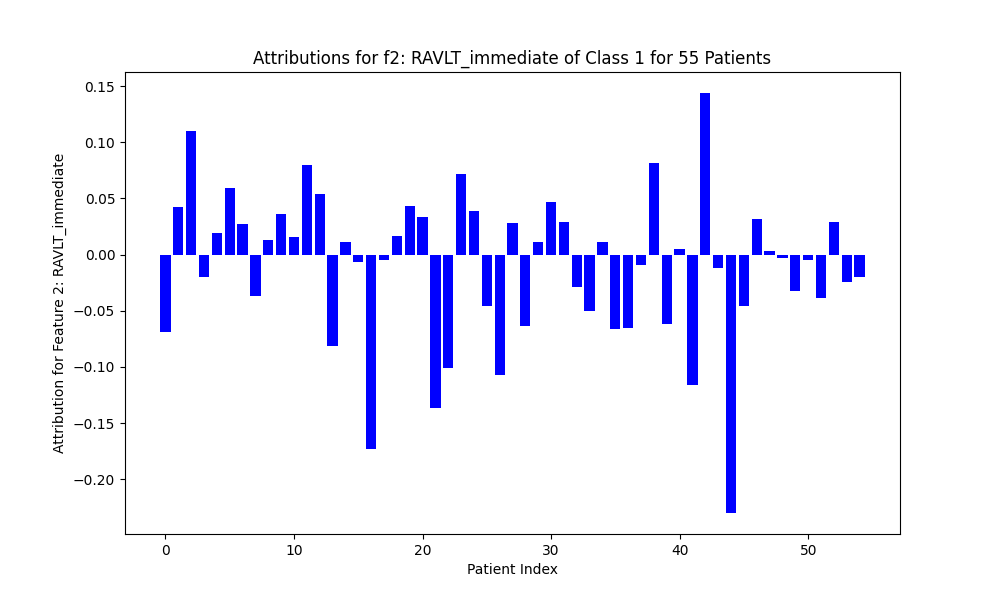 Attributions for f2: RAVLT_immediate of Class 1 for 55 Patients
Attribution for Feature 2: RAVLT_immediate
0.15
0.10
0.05
0.00
−0.05
−0.10
−0.15
−0.20
0 10 20 30 40 50
Patient Index